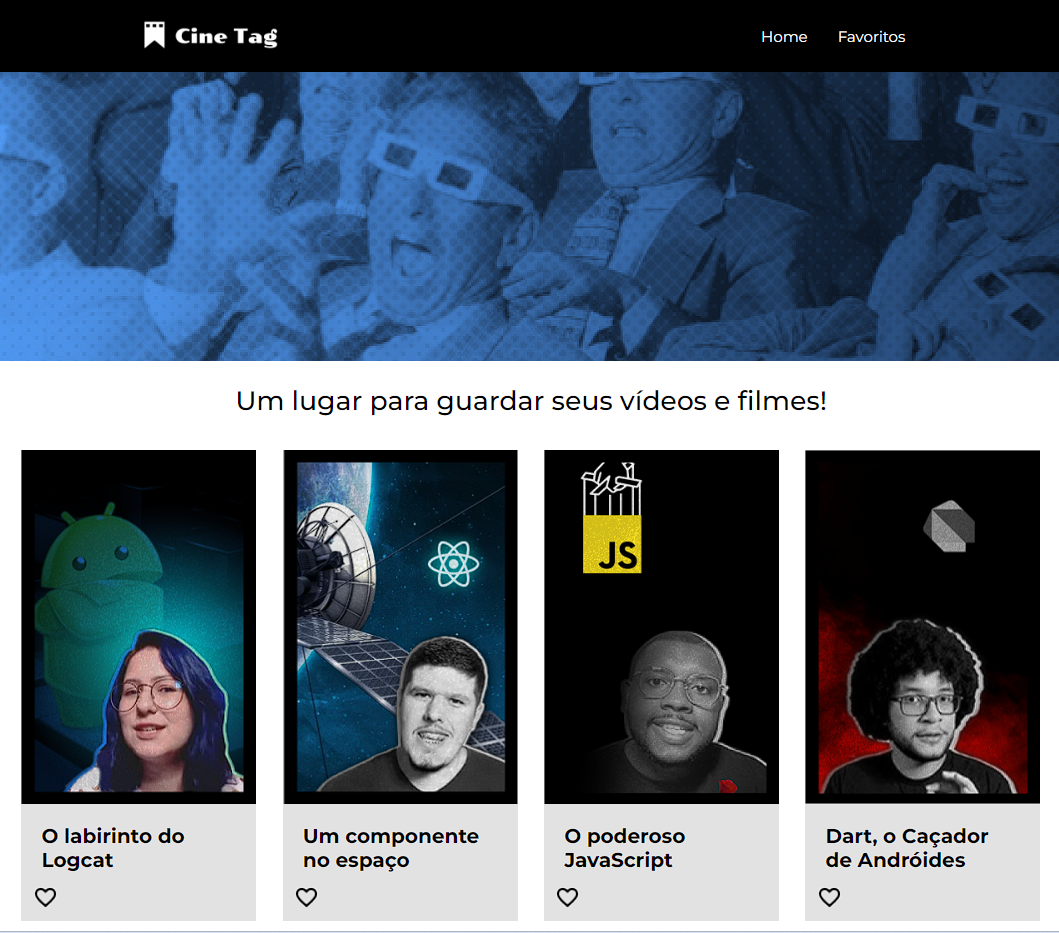 Cine Tag
Home
Favoritos
Um lugar para guardar seus vídeos e filmes!
JS
O labirinto do
Logcat
Um componente
no espaço
O poderoso
JavaScript
Dart, o Caçador
de Andróides